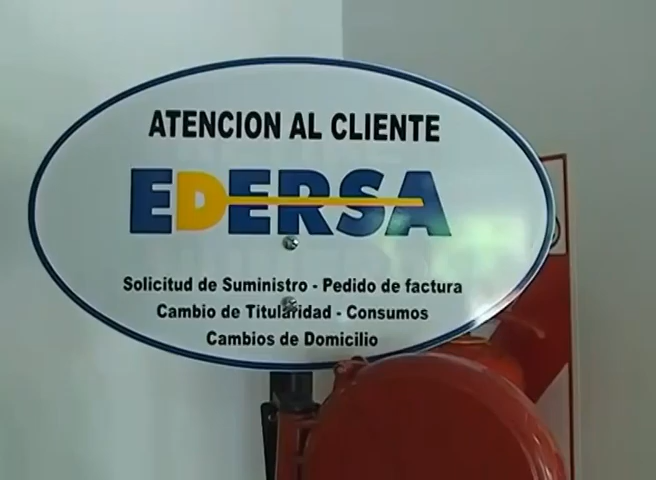 ATENCION AL CLIENTE
EDERSA
Solicitud de Suministro - Pedido de factura
Cambio de Titularidad - Consumos
Cambios de Domicilio